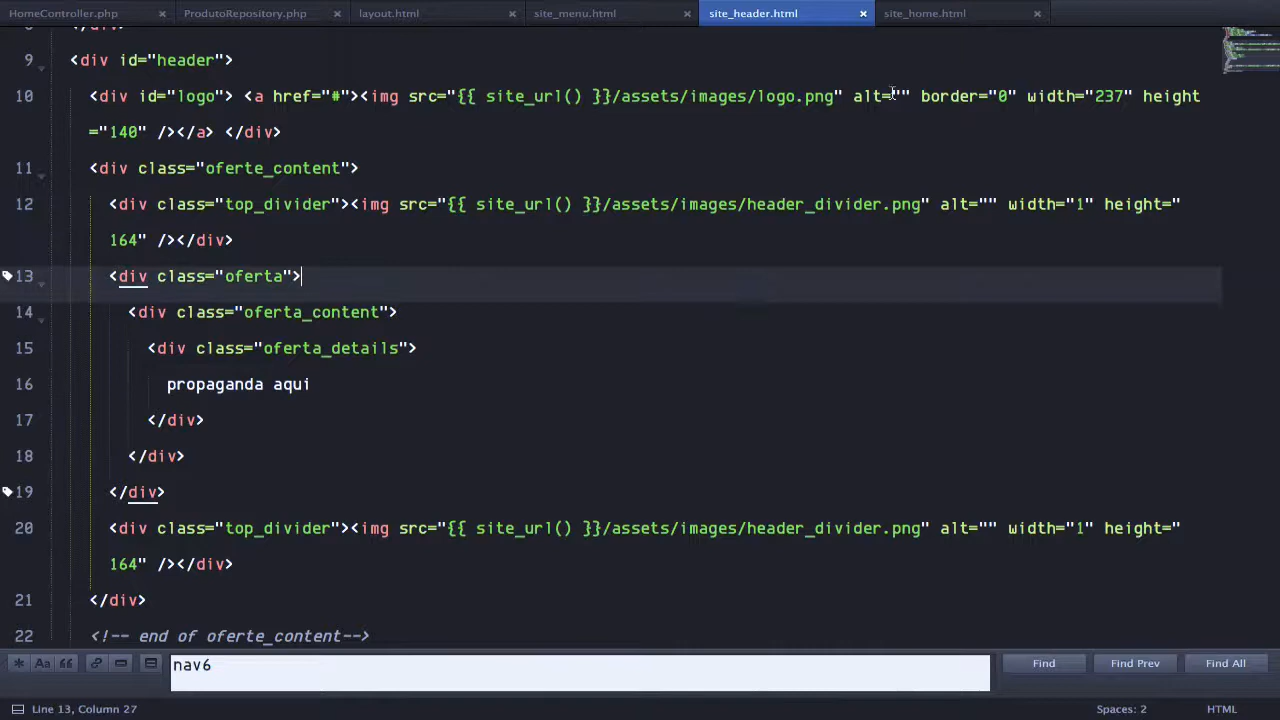 HomeController.php × ProdutoRepository.php × layout.html × site_menu.html × site_header.html × site_home.html ×
9 <div id="header">
10 <div id="logo"> <a href="#"><img src="{{ site_url() }}/assets/images/logo.png" alt="" border="0" width="237" height
="140" /></a> </div>
11 <div class="oferte_content">
12 <div class="top_divider"><img src="{{ site_url() }}/assets/images/header_divider.png" alt="" width="1" height="
164" /></div>
13 <div class="oferta">
14 <div class="oferta_content">
15 <div class="oferta_details">
16 propaganda aqui
17 </div>
18 </div>
19 </div>
20 <div class="top_divider"><img src="{{ site_url() }}/assets/images/header_divider.png" alt="" width="1" height="
164" /></div>
21 </div>
22 <!-- end of oferte_content-->
nav6
Find Find Prev Find All
Line 13, Column 27 Spaces: 2 HTML